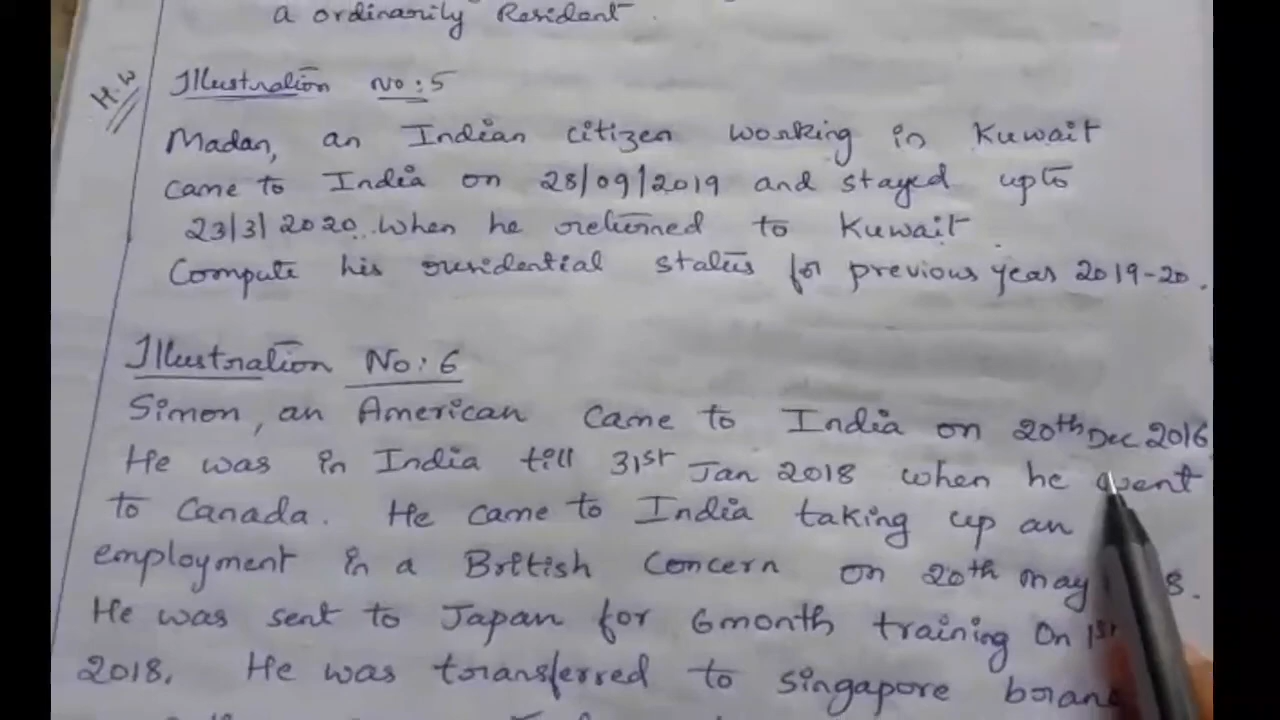 a ordinarily Resident.
H.W
Illustration No:5
Madan, an Indian citizen working in Kuwait
came to India on 28/09/2019 and stayed upto
23/3/2020. when he returned to Kuwait.
Compute his residential status for previous year 2019-20.
Illustration No:6
Simon, an American came to India on 20th Dec 2016
He was in India till 31st Jan 2018 when he went
to Canada. He came to India taking up an
employment in a British Concern on 20th may
He was sent to Japan for 6month training On 1st
2018. He was transferred to singapore